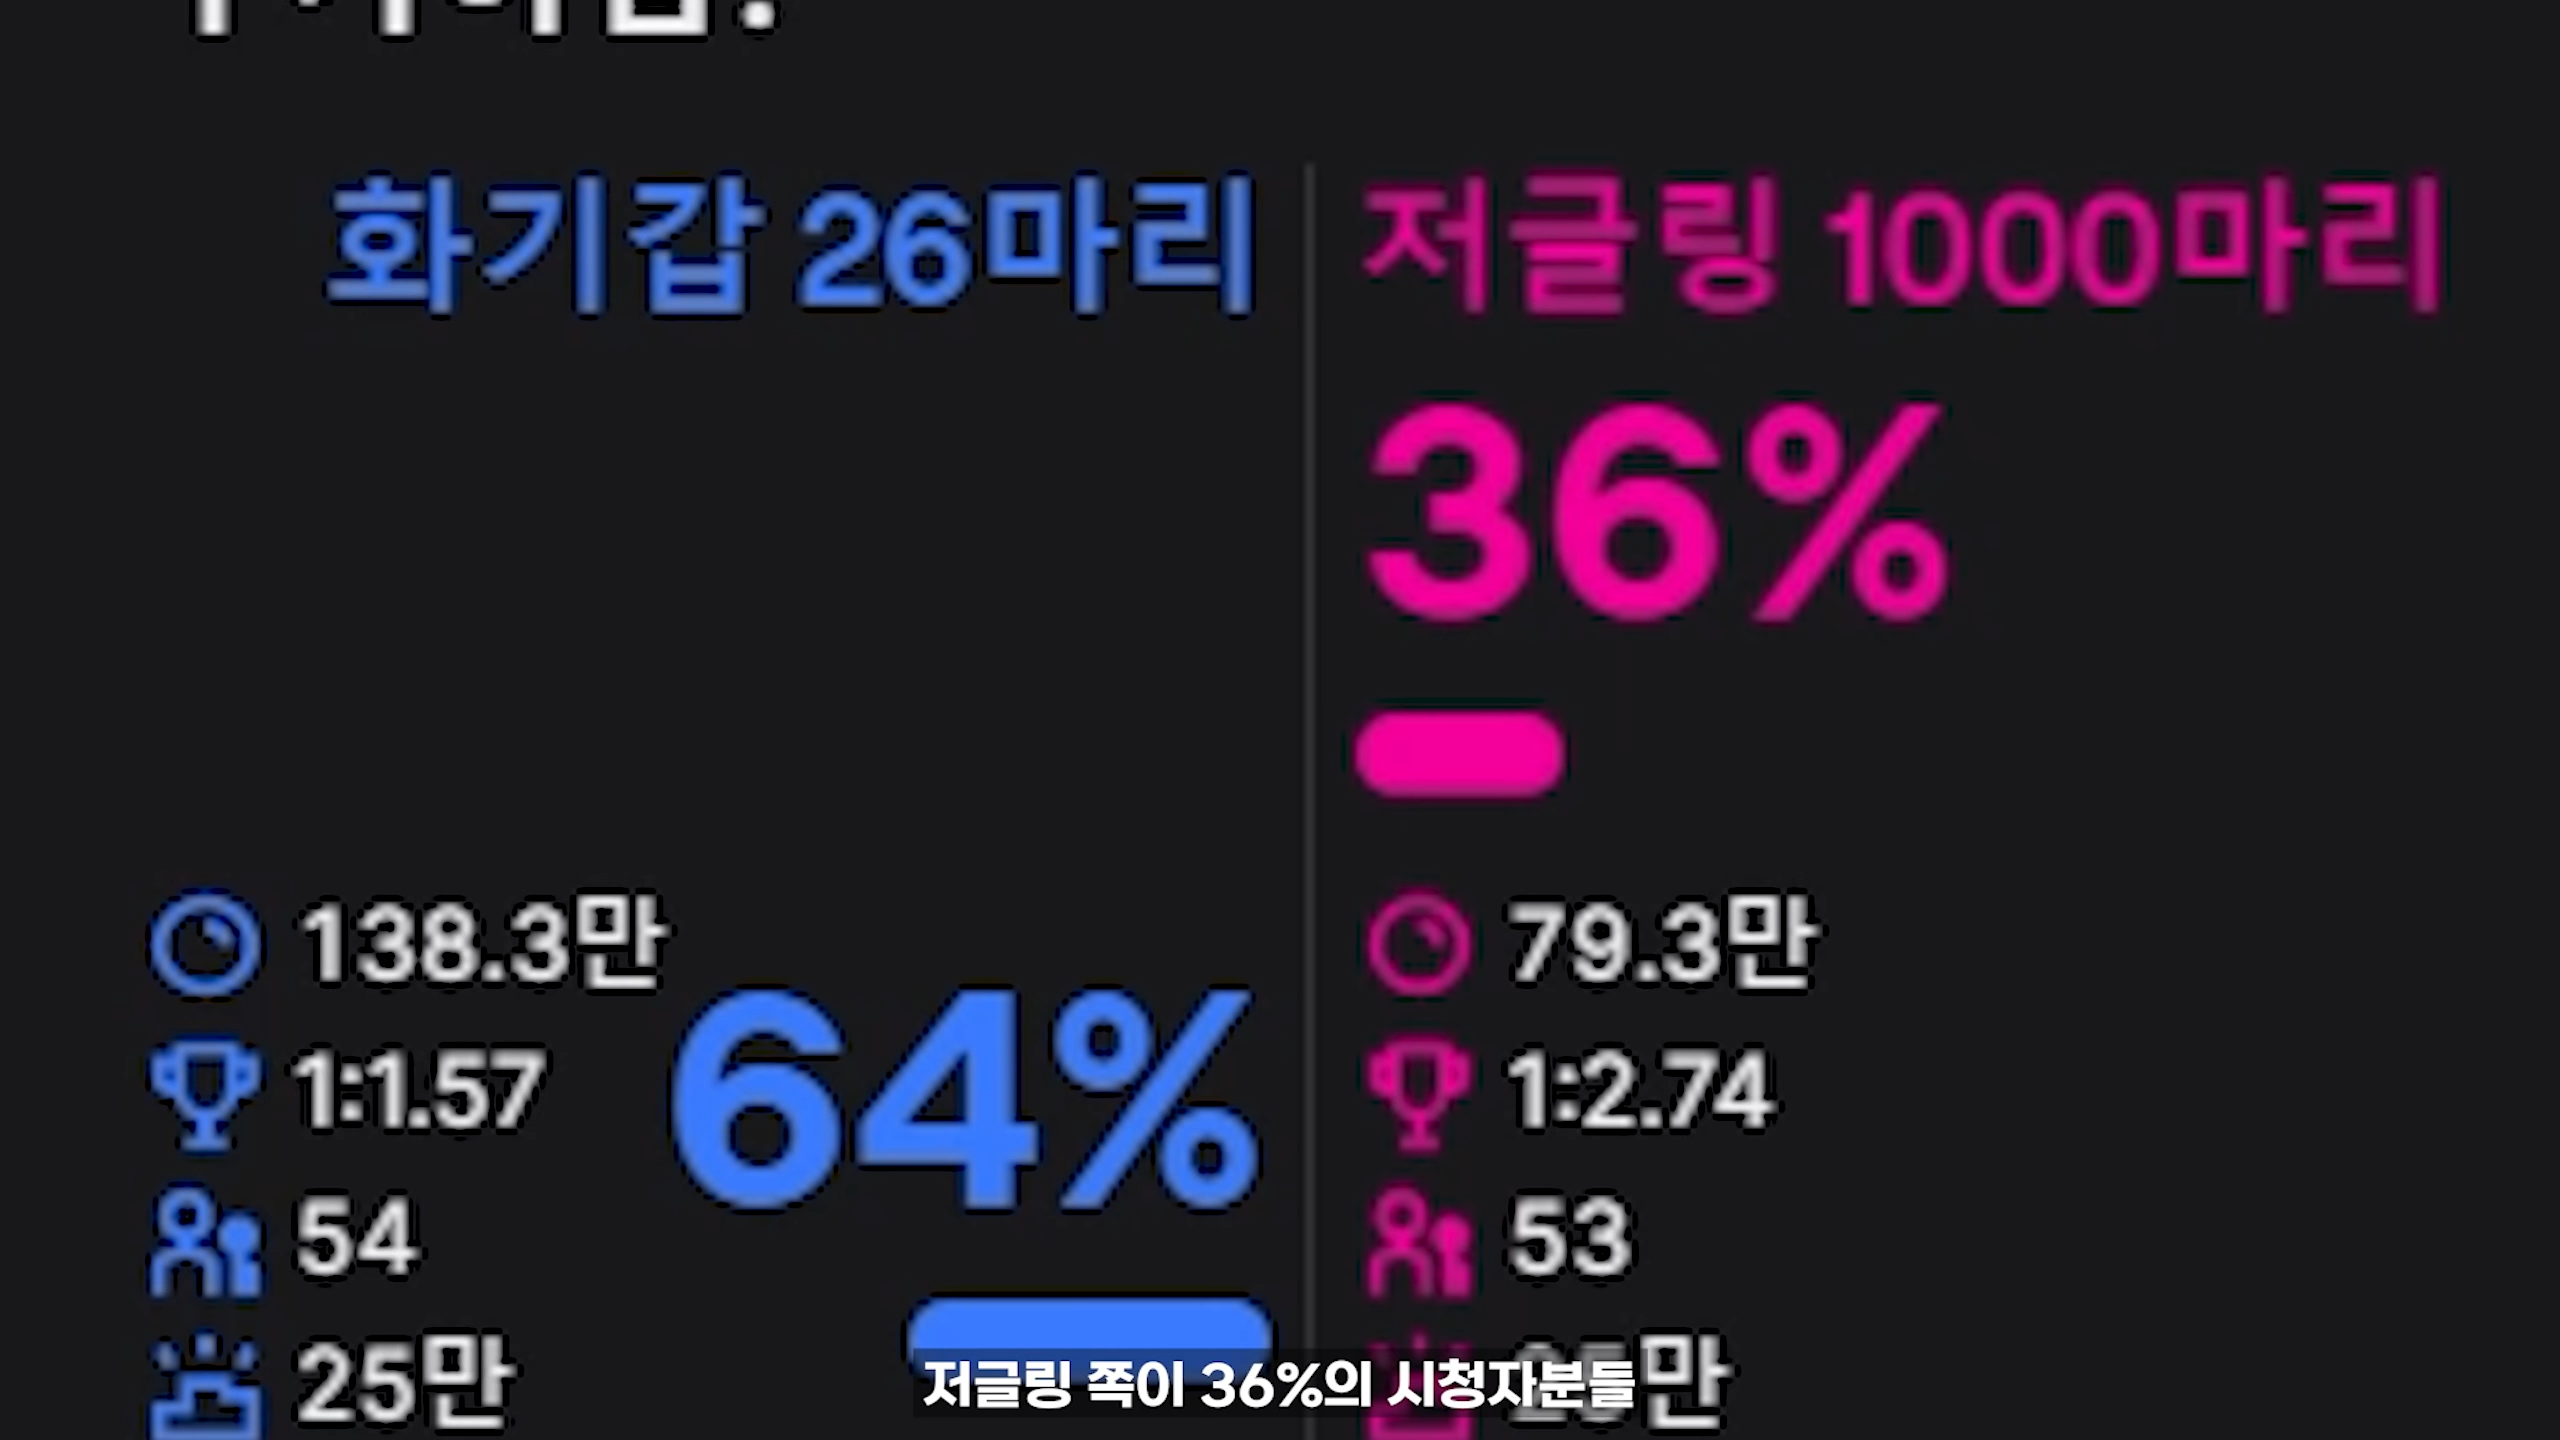 화기갑 26마리
138.3만
1:1.57
54
25만
64%
저글링 1000마리
36%
79.3만
1:2.74
53
만
저글링 쪽이 36%의 시청자분들